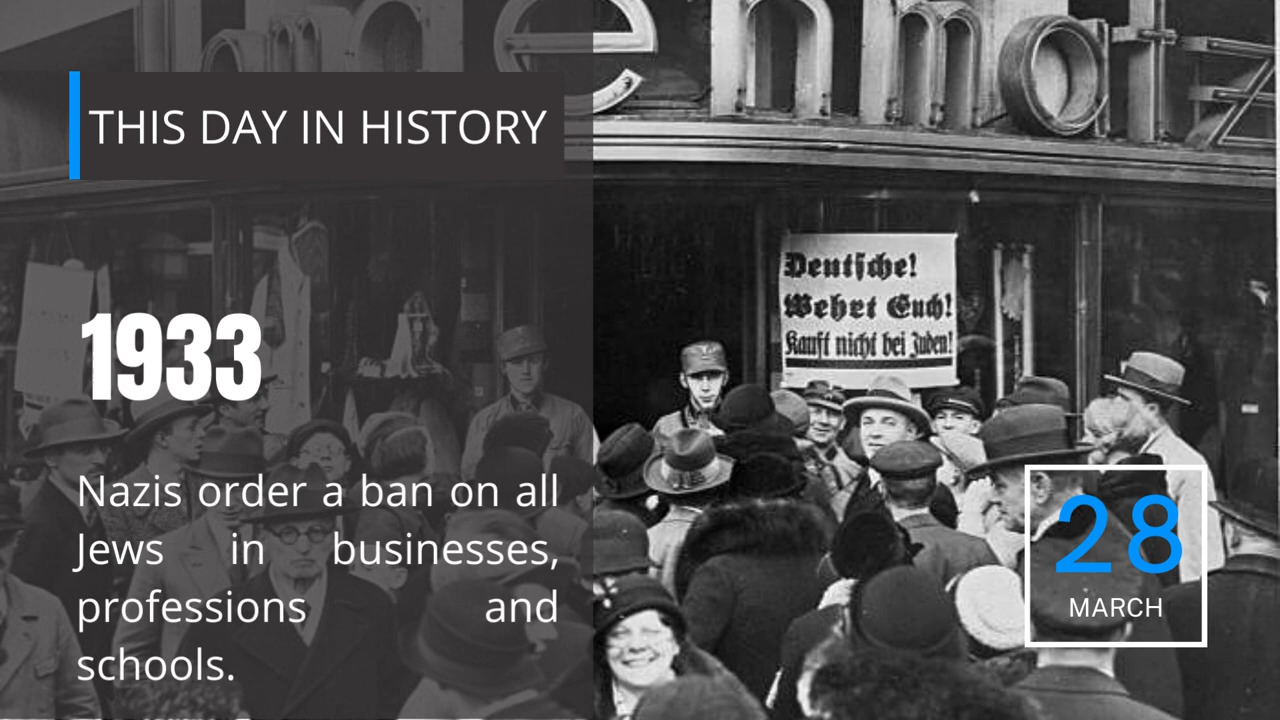 THIS DAY IN HISTORY
1933
Nazis order a ban on all
Jews in businesses,
professions and
schools.
Deutsche!
Wehrt Euch!
Kauft nicht bei Juden!
28
MARCH